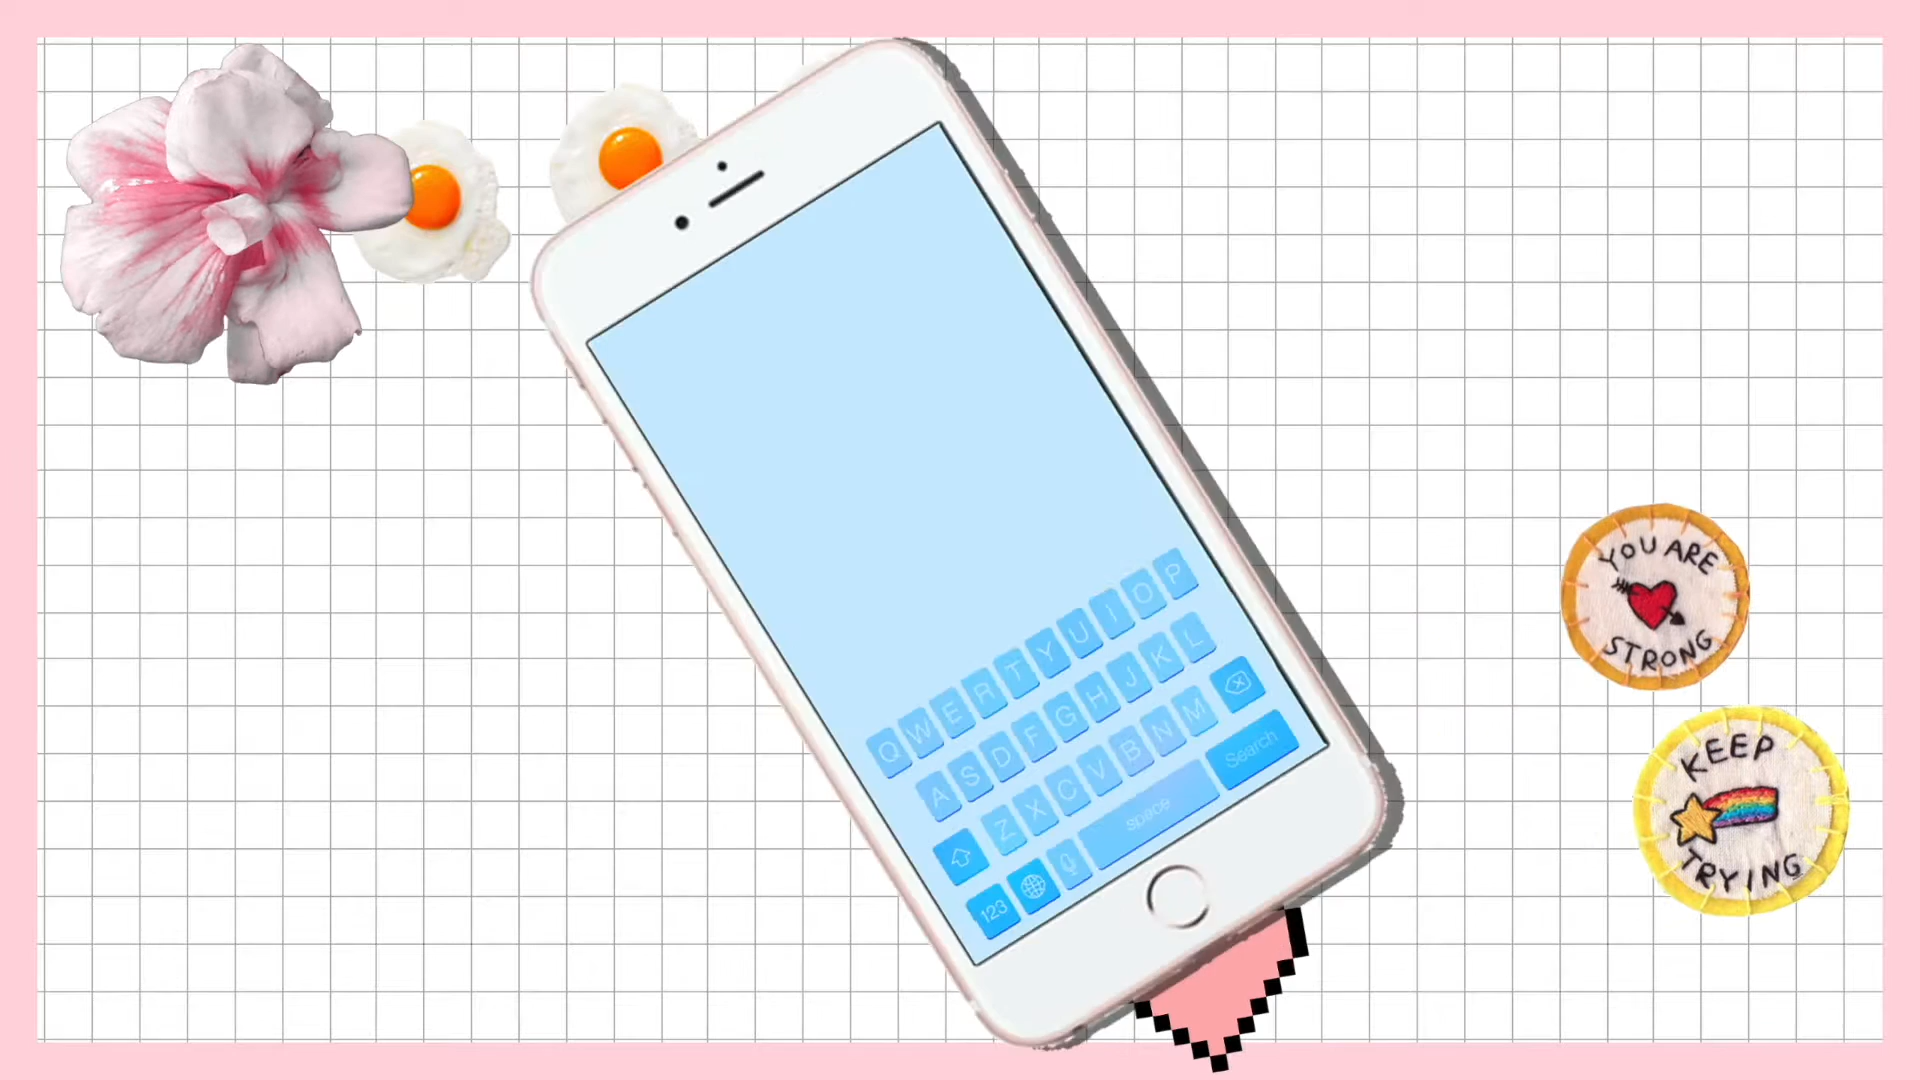 YOU ARE
STRONG
KEEP
TRYING
Q W E R T Y U I O P
A S D F G H J K L
Z X C V B N M
123 space Search